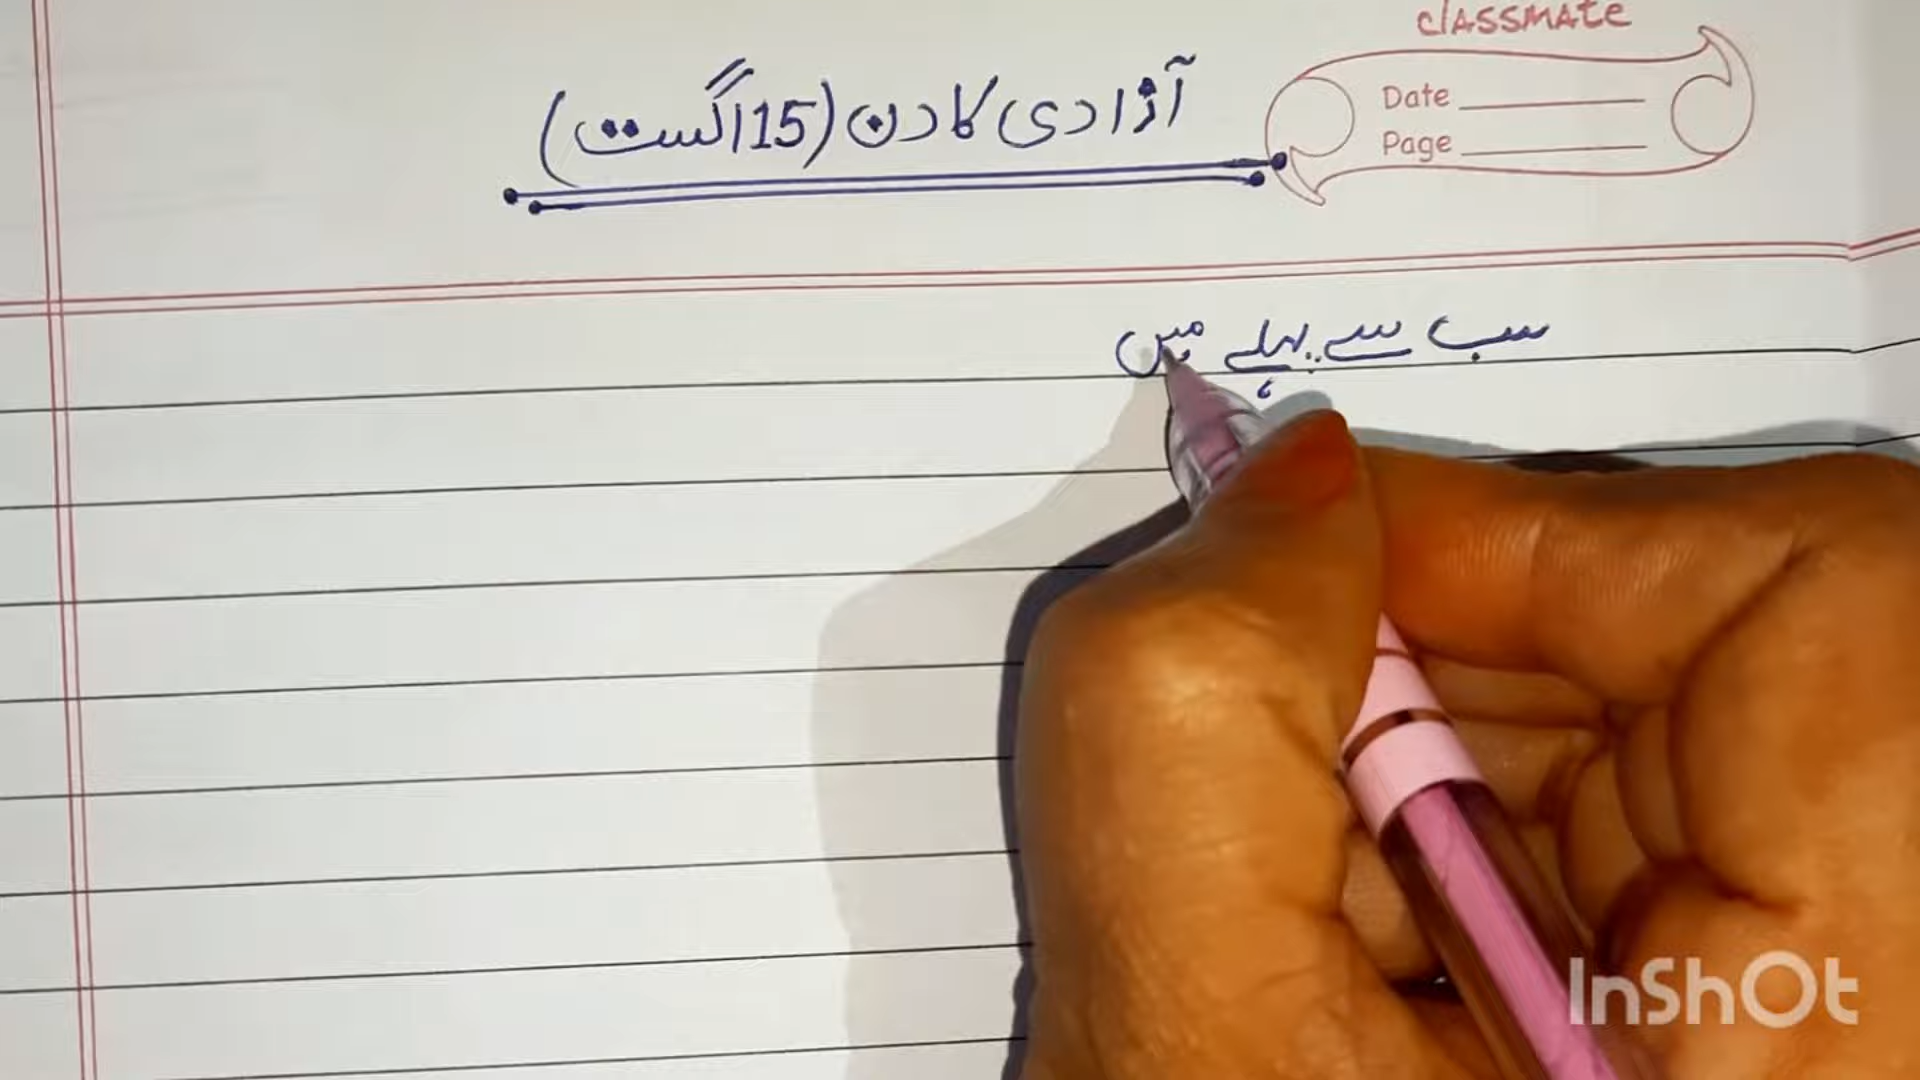 classmate
Date
Page
آزادی کا دن (15 اگست)
سب سے پہلے میں
InShOt